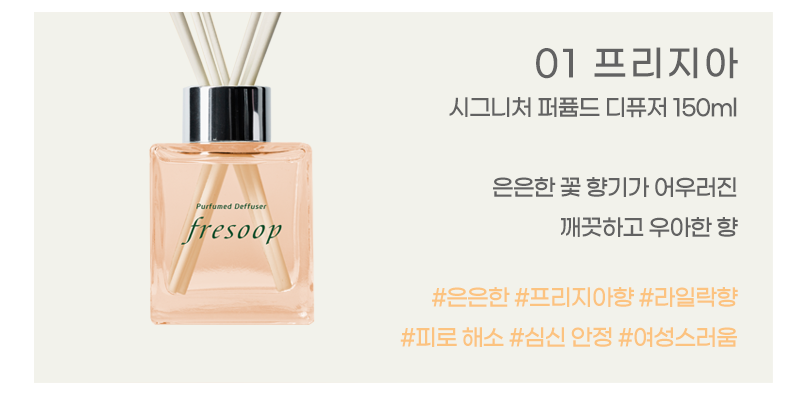 01 프리지아
시그니처 퍼퓸드 디퓨저 150ml
은은한 꽃 향기가 어우러진
깨끗하고 우아한 향
#은은한 #프리지아향 #라일락향
#피로 해소 #심신 안정 #여성스러움
Purfumed Deffuser
fresoop